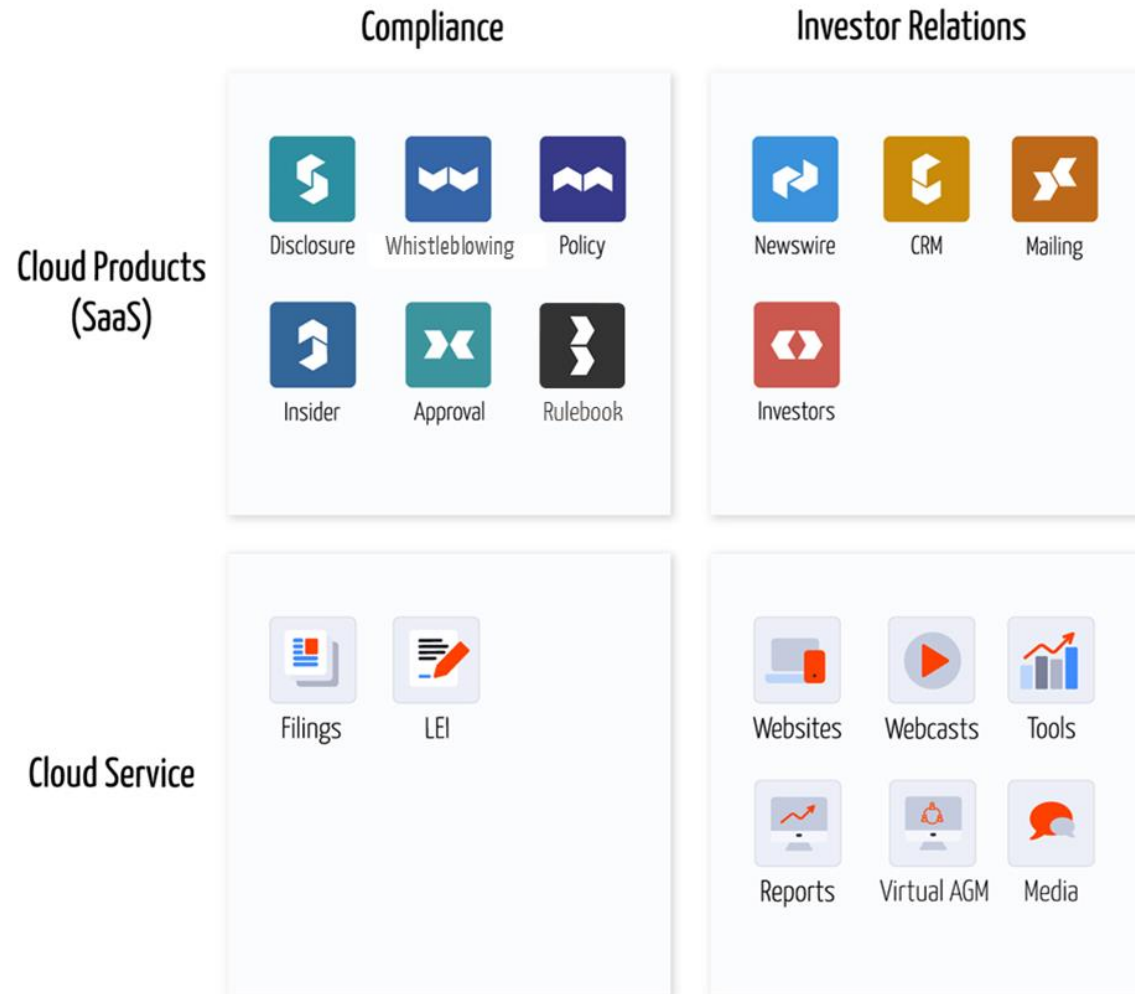 Compliance
Investor Relations
Cloud Products
(SaaS)
Disclosure
Whistleblowing
Policy
Insider
Approval
Rulebook
Newswire
CRM
Mailing
Investors
Cloud Service
Filings
LEI
Websites
Webcasts
Tools
Reports
Virtual AGM
Media